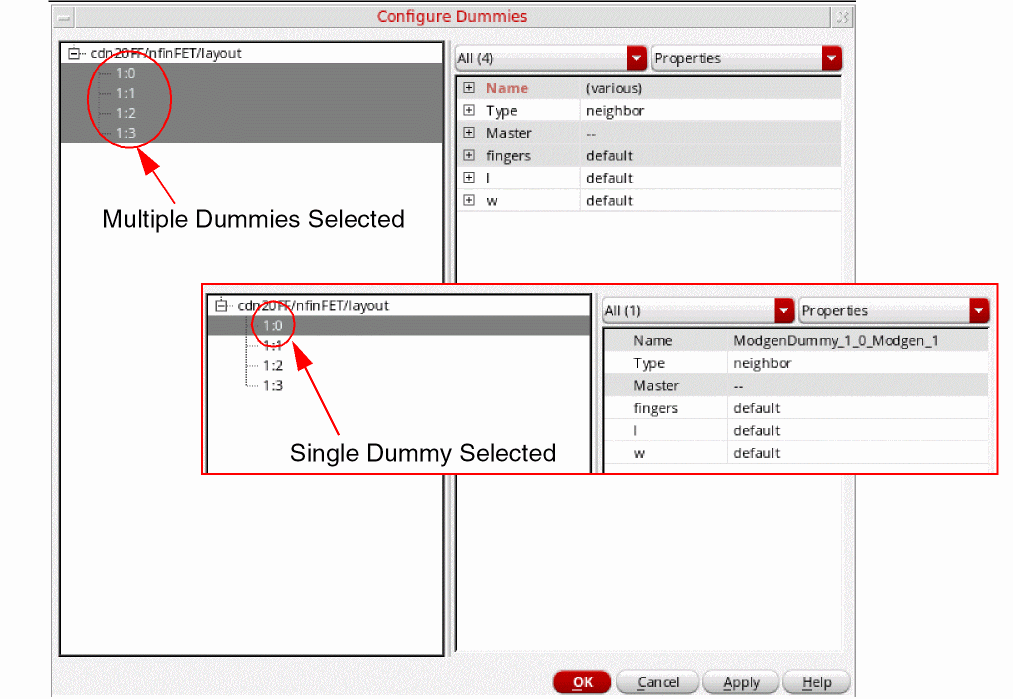 Configure Dummies
cdn20FF/nfinFET/layout
1:0
1:1
1:2
1:3
Multiple Dummies Selected
All (4) Properties
Name (various)
Type neighbor
Master --
fingers default
l default
w default
cdn20FF/nfinFET/layout
1:0
1:1
1:2
1:3
Single Dummy Selected
All (1) Properties
Name ModgenDummy_1_0_Modgen_1
Type neighbor
Master --
fingers default
l default
w default
OK Cancel Apply Help